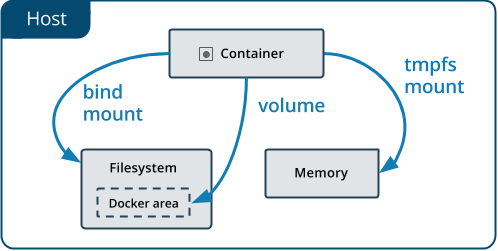 Host
Container
bind
mount
volume
tmpfs
mount
Filesystem
Docker area
Memory